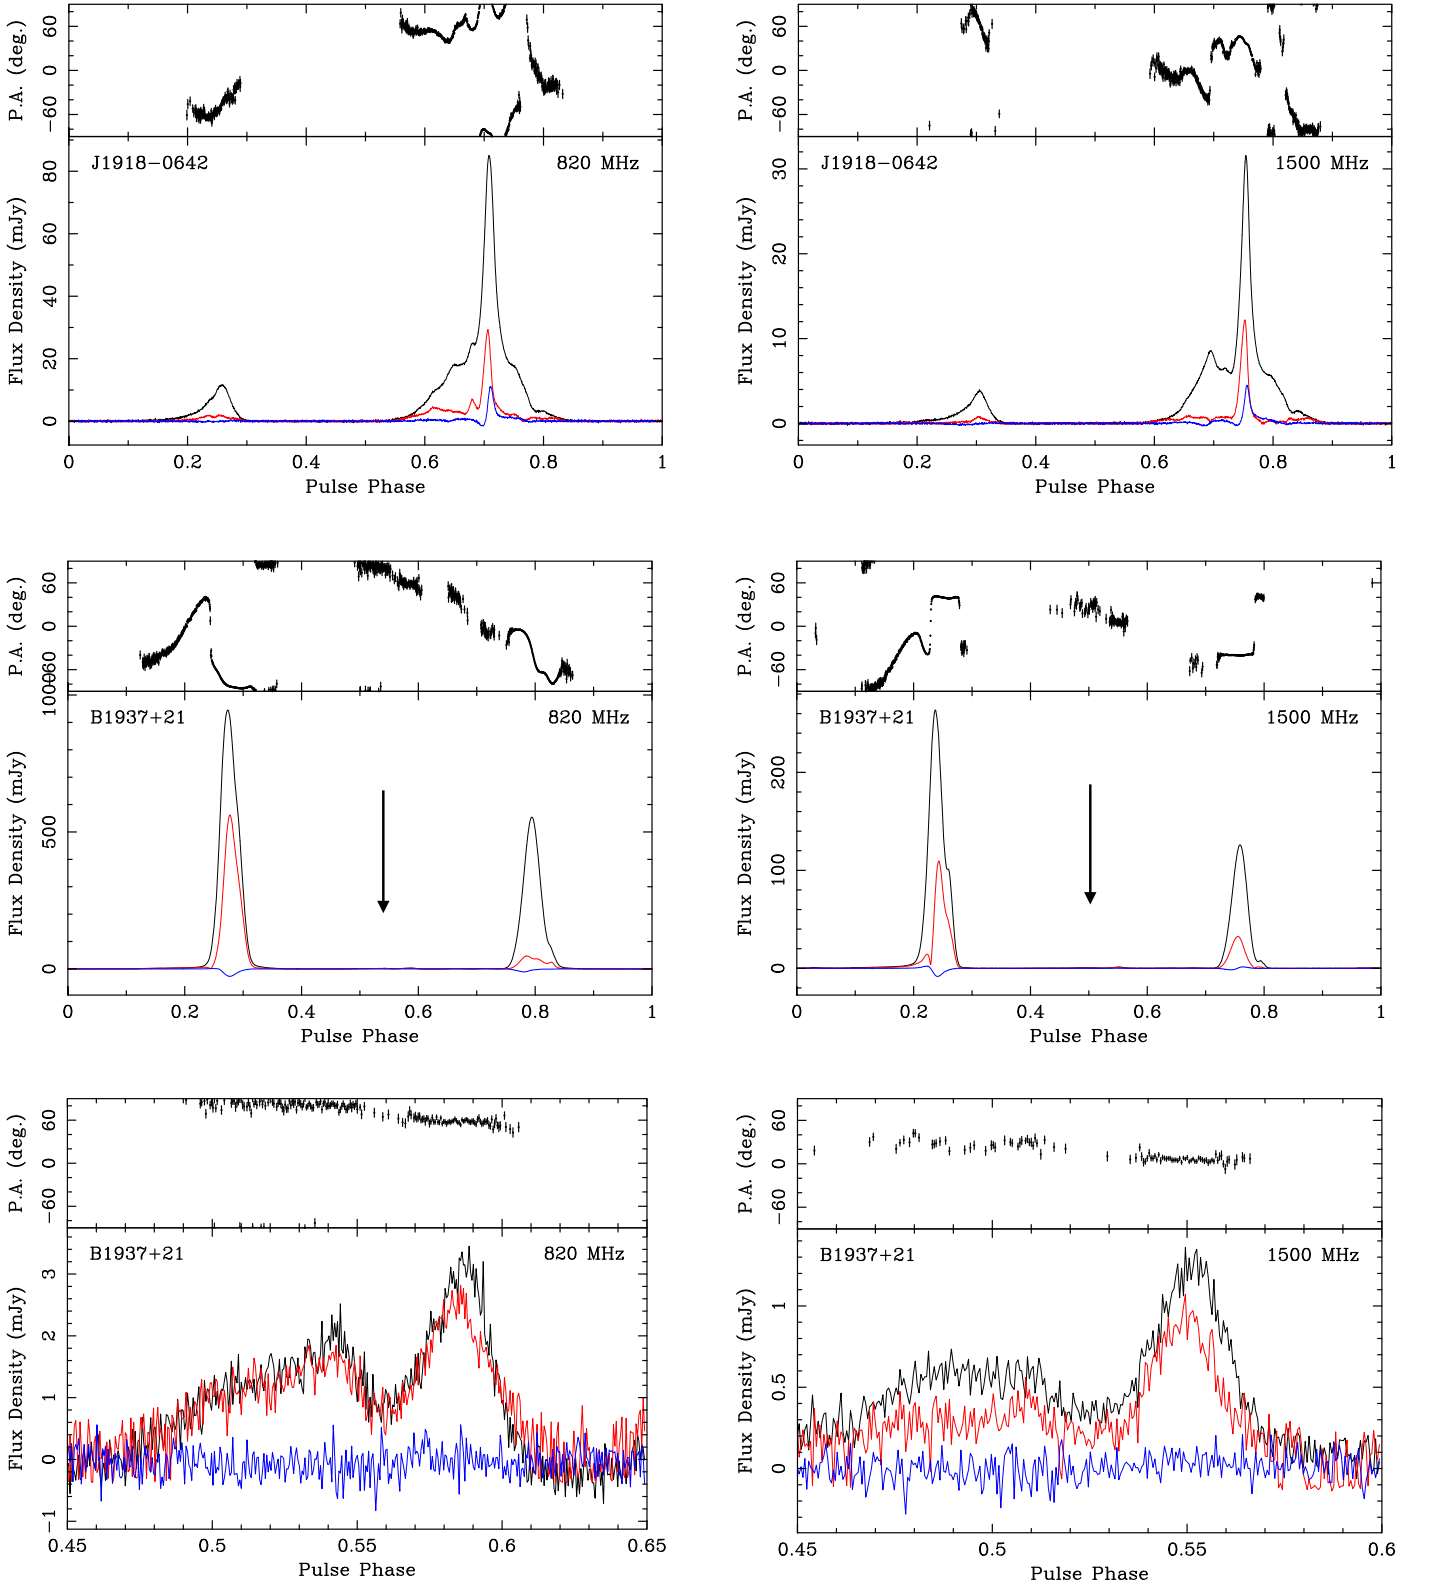 P.A. (deg.)
60
0
−60
J1918−0642
820 MHz
Flux Density (mJy)
80
60
40
20
0
0 0.2 0.4 0.6 0.8 1
Pulse Phase
P.A. (deg.)
60
0
−60
J1918−0642
1500 MHz
Flux Density (mJy)
30
20
10
0
0 0.2 0.4 0.6 0.8 1
Pulse Phase
P.A. (deg.)
60
0
−60
B1937+21
820 MHz
Flux Density (mJy)
1000
500
0
0 0.2 0.4 0.6 0.8 1
Pulse Phase
P.A. (deg.)
60
0
−60
B1937+21
1500 MHz
Flux Density (mJy)
200
100
0
0 0.2 0.4 0.6 0.8 1
Pulse Phase
P.A. (deg.)
60
0
−60
B1937+21
820 MHz
Flux Density (mJy)
3
2
1
0
−1
0.45 0.5 0.55 0.6 0.65
Pulse Phase
P.A. (deg.)
60
0
−60
B1937+21
1500 MHz
Flux Density (mJy)
1
0.5
0
0.45 0.5 0.55 0.6
Pulse Phase